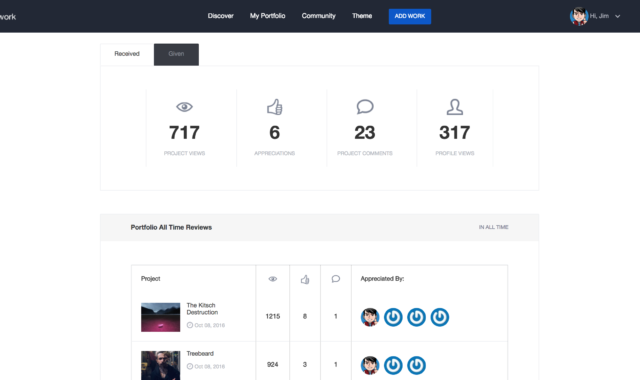 work
Discover
My Portfolio
Community
Theme
ADD WORK
Hi, Jim
Received
Given
717
6
23
317
PROJECT VIEWS
APPRECIATIONS
PROJECT COMMENTS
PROFILE VIEWS
Portfolio All Time Reviews
IN ALL TIME
Project
Appreciated By:
The Kitsch
Destruction
Oct 08, 2018
1215
8
1
Treebeard
Oct 08, 2018
924
3
1